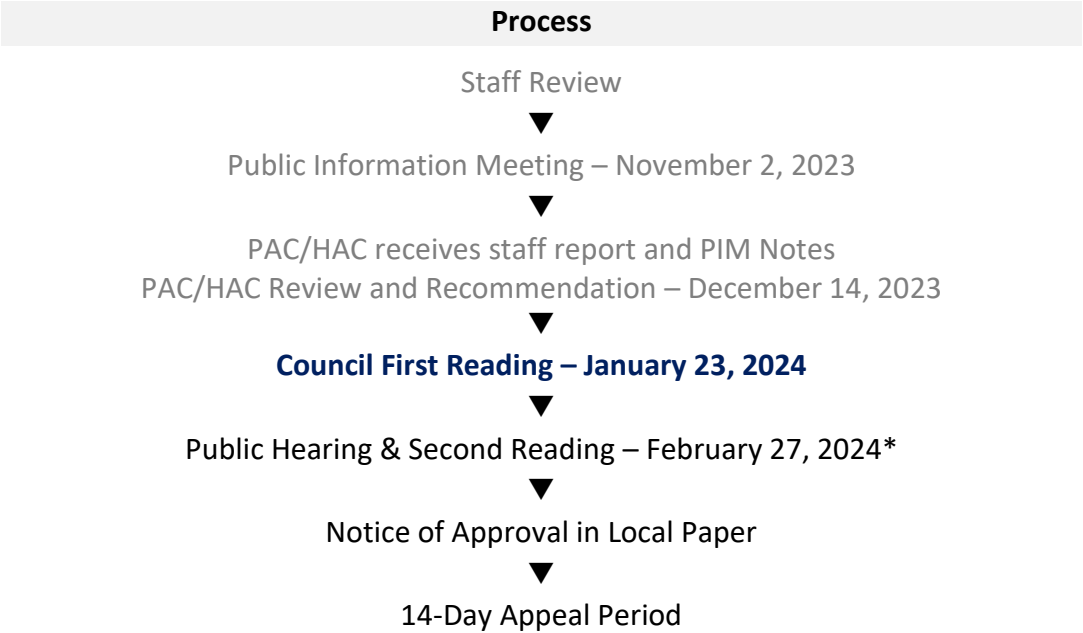 Process
Staff Review
Public Information Meeting – November 2, 2023
PAC/HAC receives staff report and PIM Notes
PAC/HAC Review and Recommendation – December 14, 2023
Council First Reading – January 23, 2024
Public Hearing & Second Reading – February 27, 2024*
Notice of Approval in Local Paper
14-Day Appeal Period